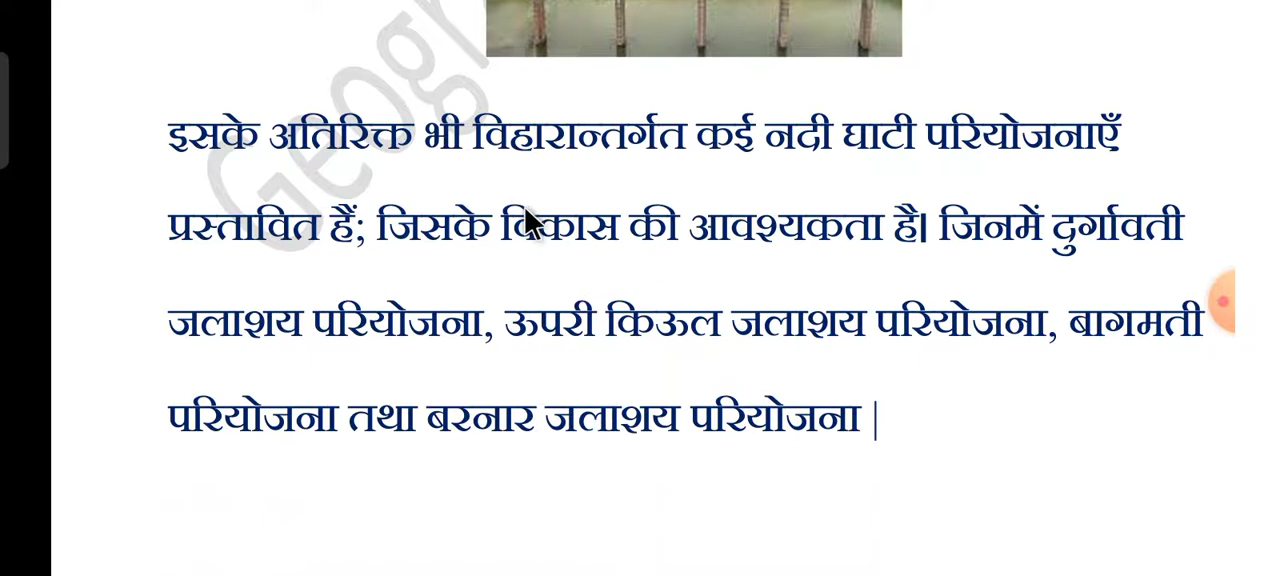 Geogr
इसके अतिरिक्त भी विहारान्तर्गत कई नदी घाटी परियोजनाएँ
प्रस्तावित हैं; जिसके विकास की आवश्यकता है। जिनमें दुर्गावती
जलाशय परियोजना, ऊपरी किऊल जलाशय परियोजना, बागमती
परियोजना तथा बरनार जलाशय परियोजना |